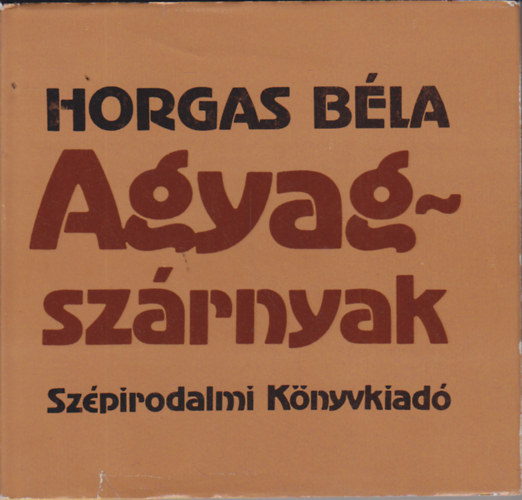 HORGAS BÉLA
Agyag~
szárnyak
Szépirodalmi Könyvkiadó